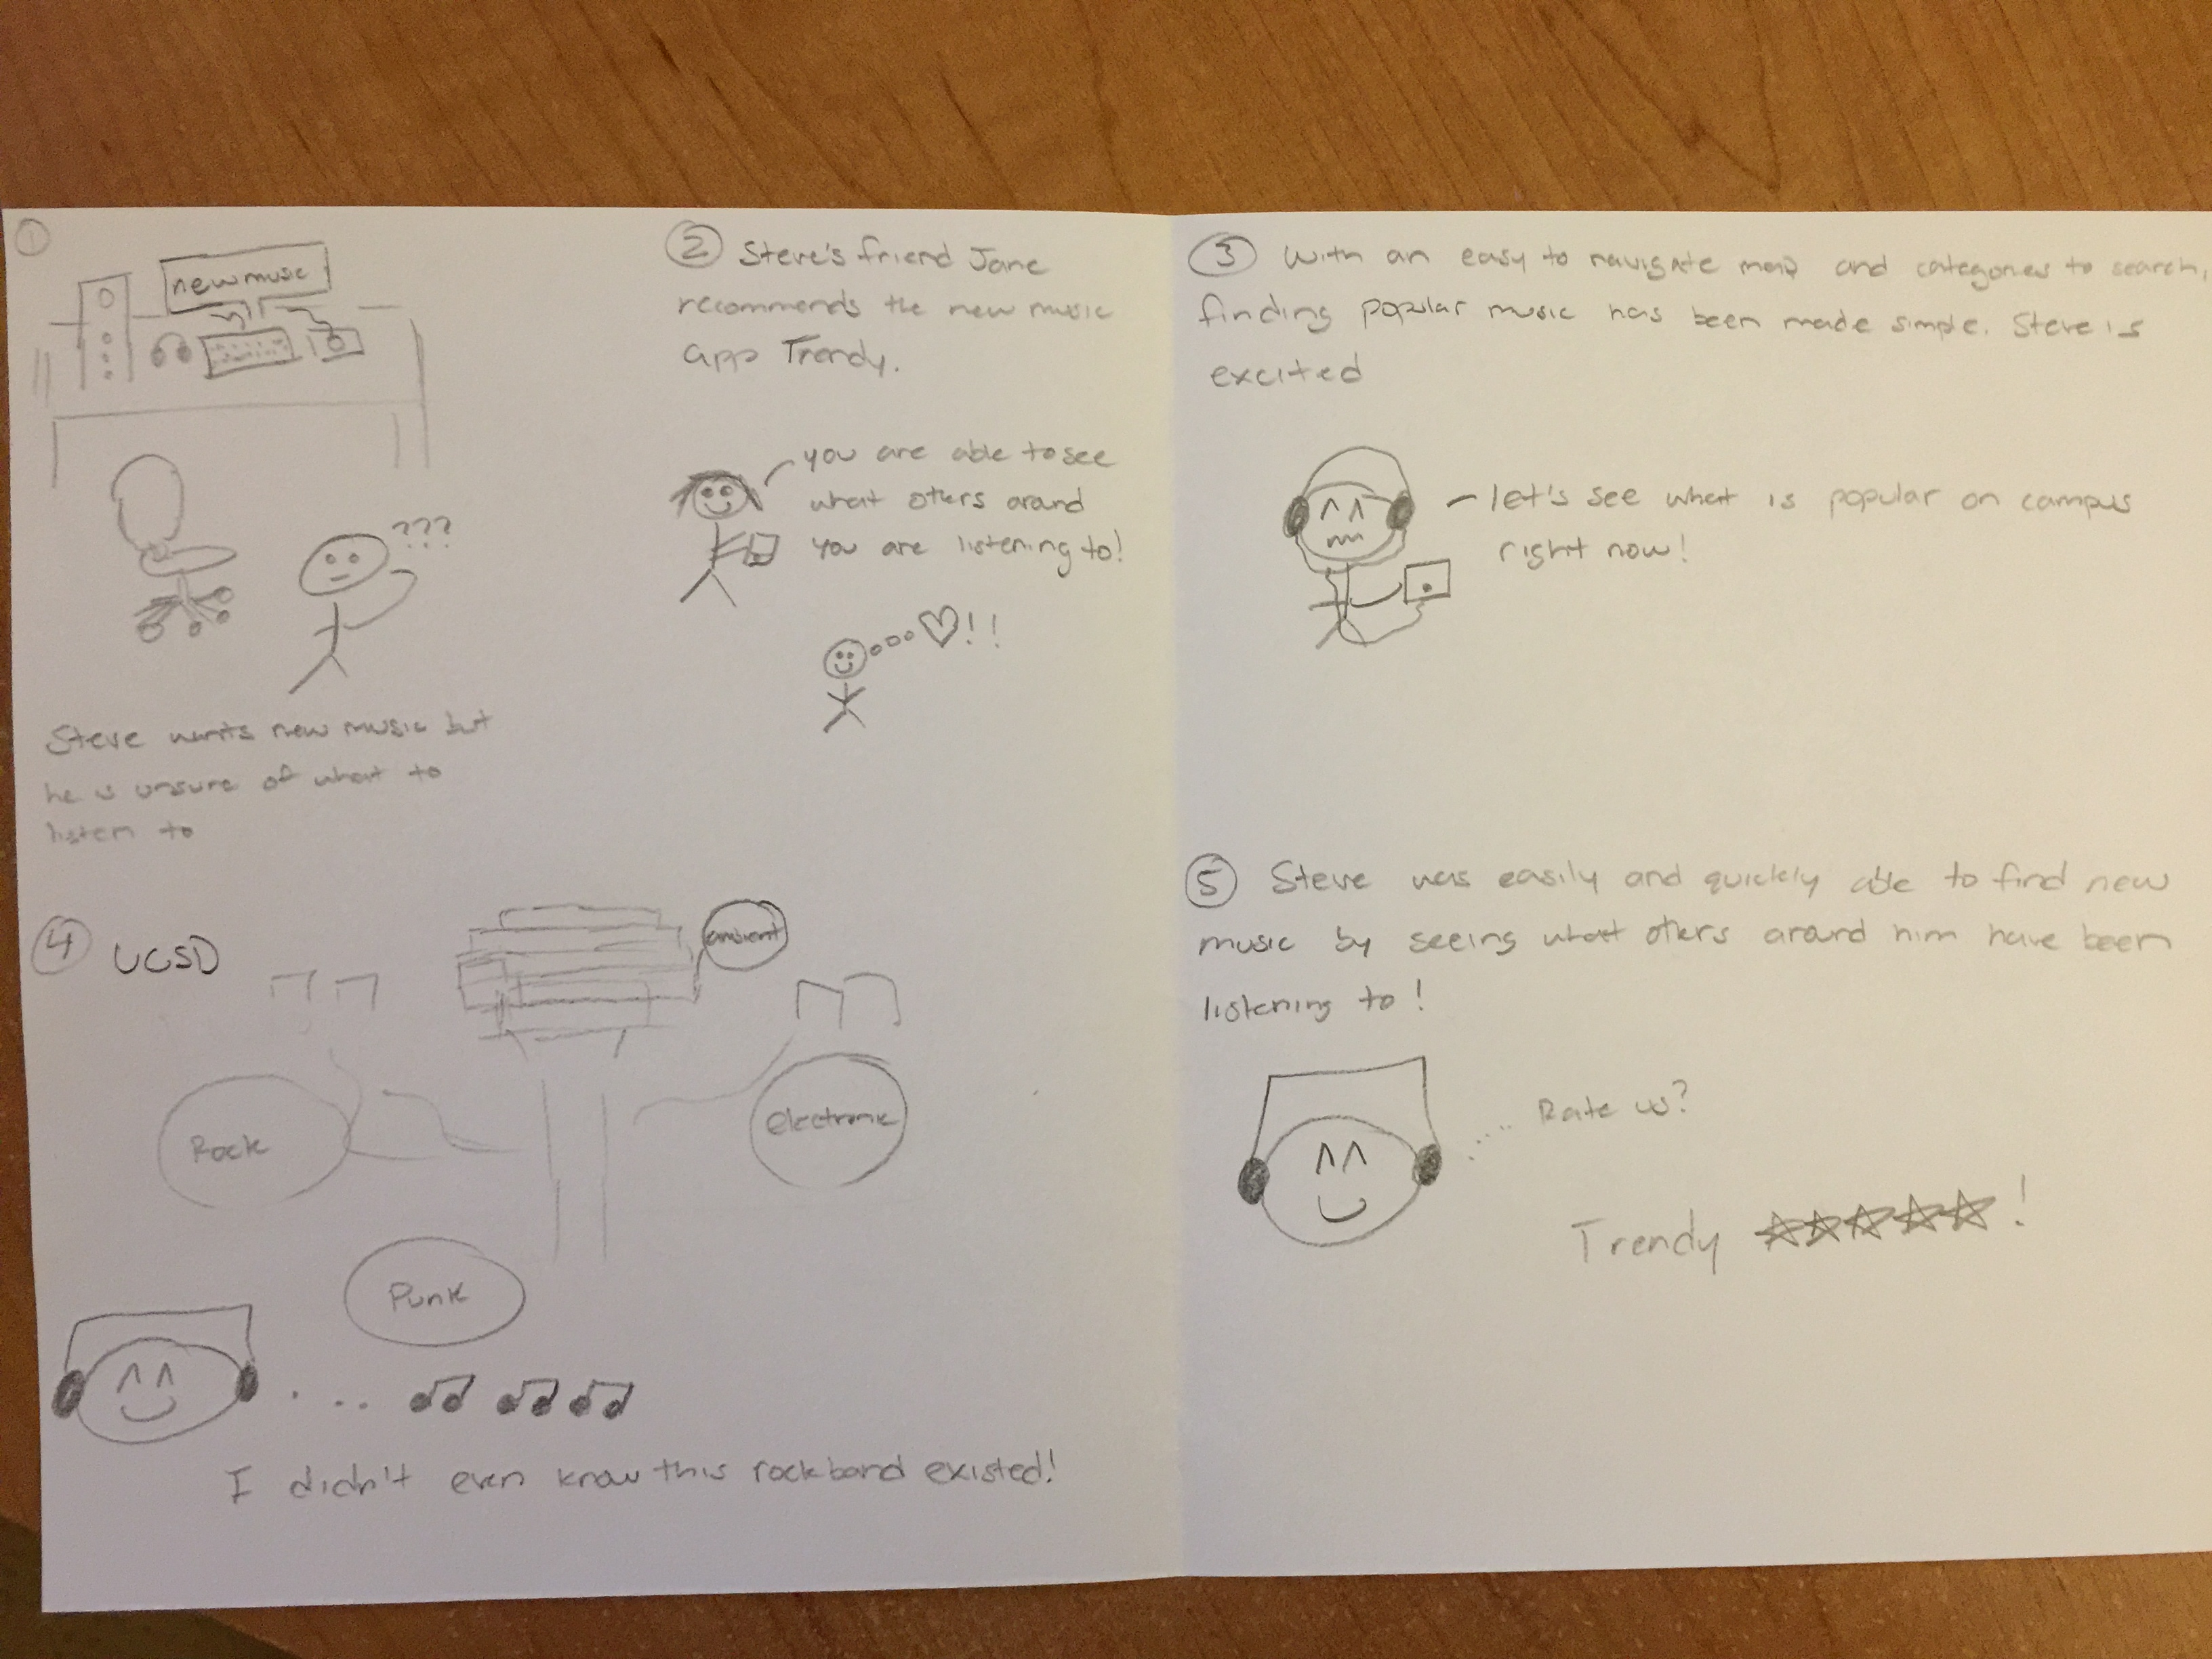 1
new music
???
Steve wants new music but
he is unsure of what to
listen to
2 Steve's friend Jane
recommends the new music
app Trendy.
you are able to see
what others around
you are listening to!
!!
3 With an easy to navigate map and categories to search,
finding popular music has been made simple. Steve is
excited
let's see what is popular on campus
right now!
4 UCSD
ambient
Rock
electronic
Punk
I didn't even know this rock band existed!
5 Steve was easily and quickly able to find new
music by seeing what others around him have been
listening to!
Rate us?
Trendy ☆☆☆☆☆!